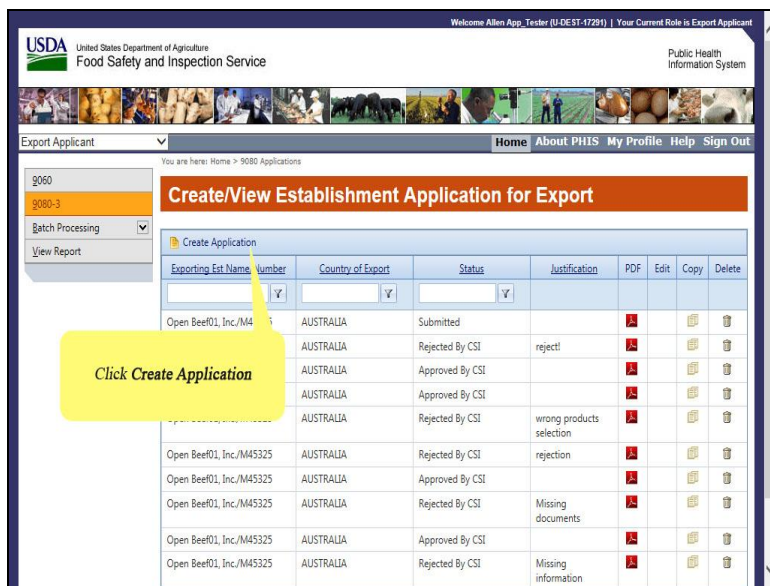 Welcome Allen App_Tester (U-DEST-17291) | Your Current Role is Export Applicant
USDA
United States Department of Agriculture
Food Safety and Inspection Service
Public Health
Information System
Export Applicant
Home About PHIS My Profile Help Sign Out
You are here: Home > 9080 Applications
9060
9080-3
Batch Processing
View Report
Create/View Establishment Application for Export
Create Application
Exporting Est Name/Number Country of Export Status Justification PDF Edit Copy Delete
Open Beef01, Inc./M45325 AUSTRALIA Submitted
AUSTRALIA Rejected By CSI reject!
Click Create Application
AUSTRALIA Approved By CSI
AUSTRALIA Approved By CSI
Open Beef01, Inc./M45325 AUSTRALIA Rejected By CSI wrong products
selection
Open Beef01, Inc./M45325 AUSTRALIA Rejected By CSI rejection
Open Beef01, Inc./M45325 AUSTRALIA Approved By CSI
Open Beef01, Inc./M45325 AUSTRALIA Rejected By CSI Missing
documents
Open Beef01, Inc./M45325 AUSTRALIA Approved By CSI
Open Beef01, Inc./M45325 AUSTRALIA Rejected By CSI Missing
information